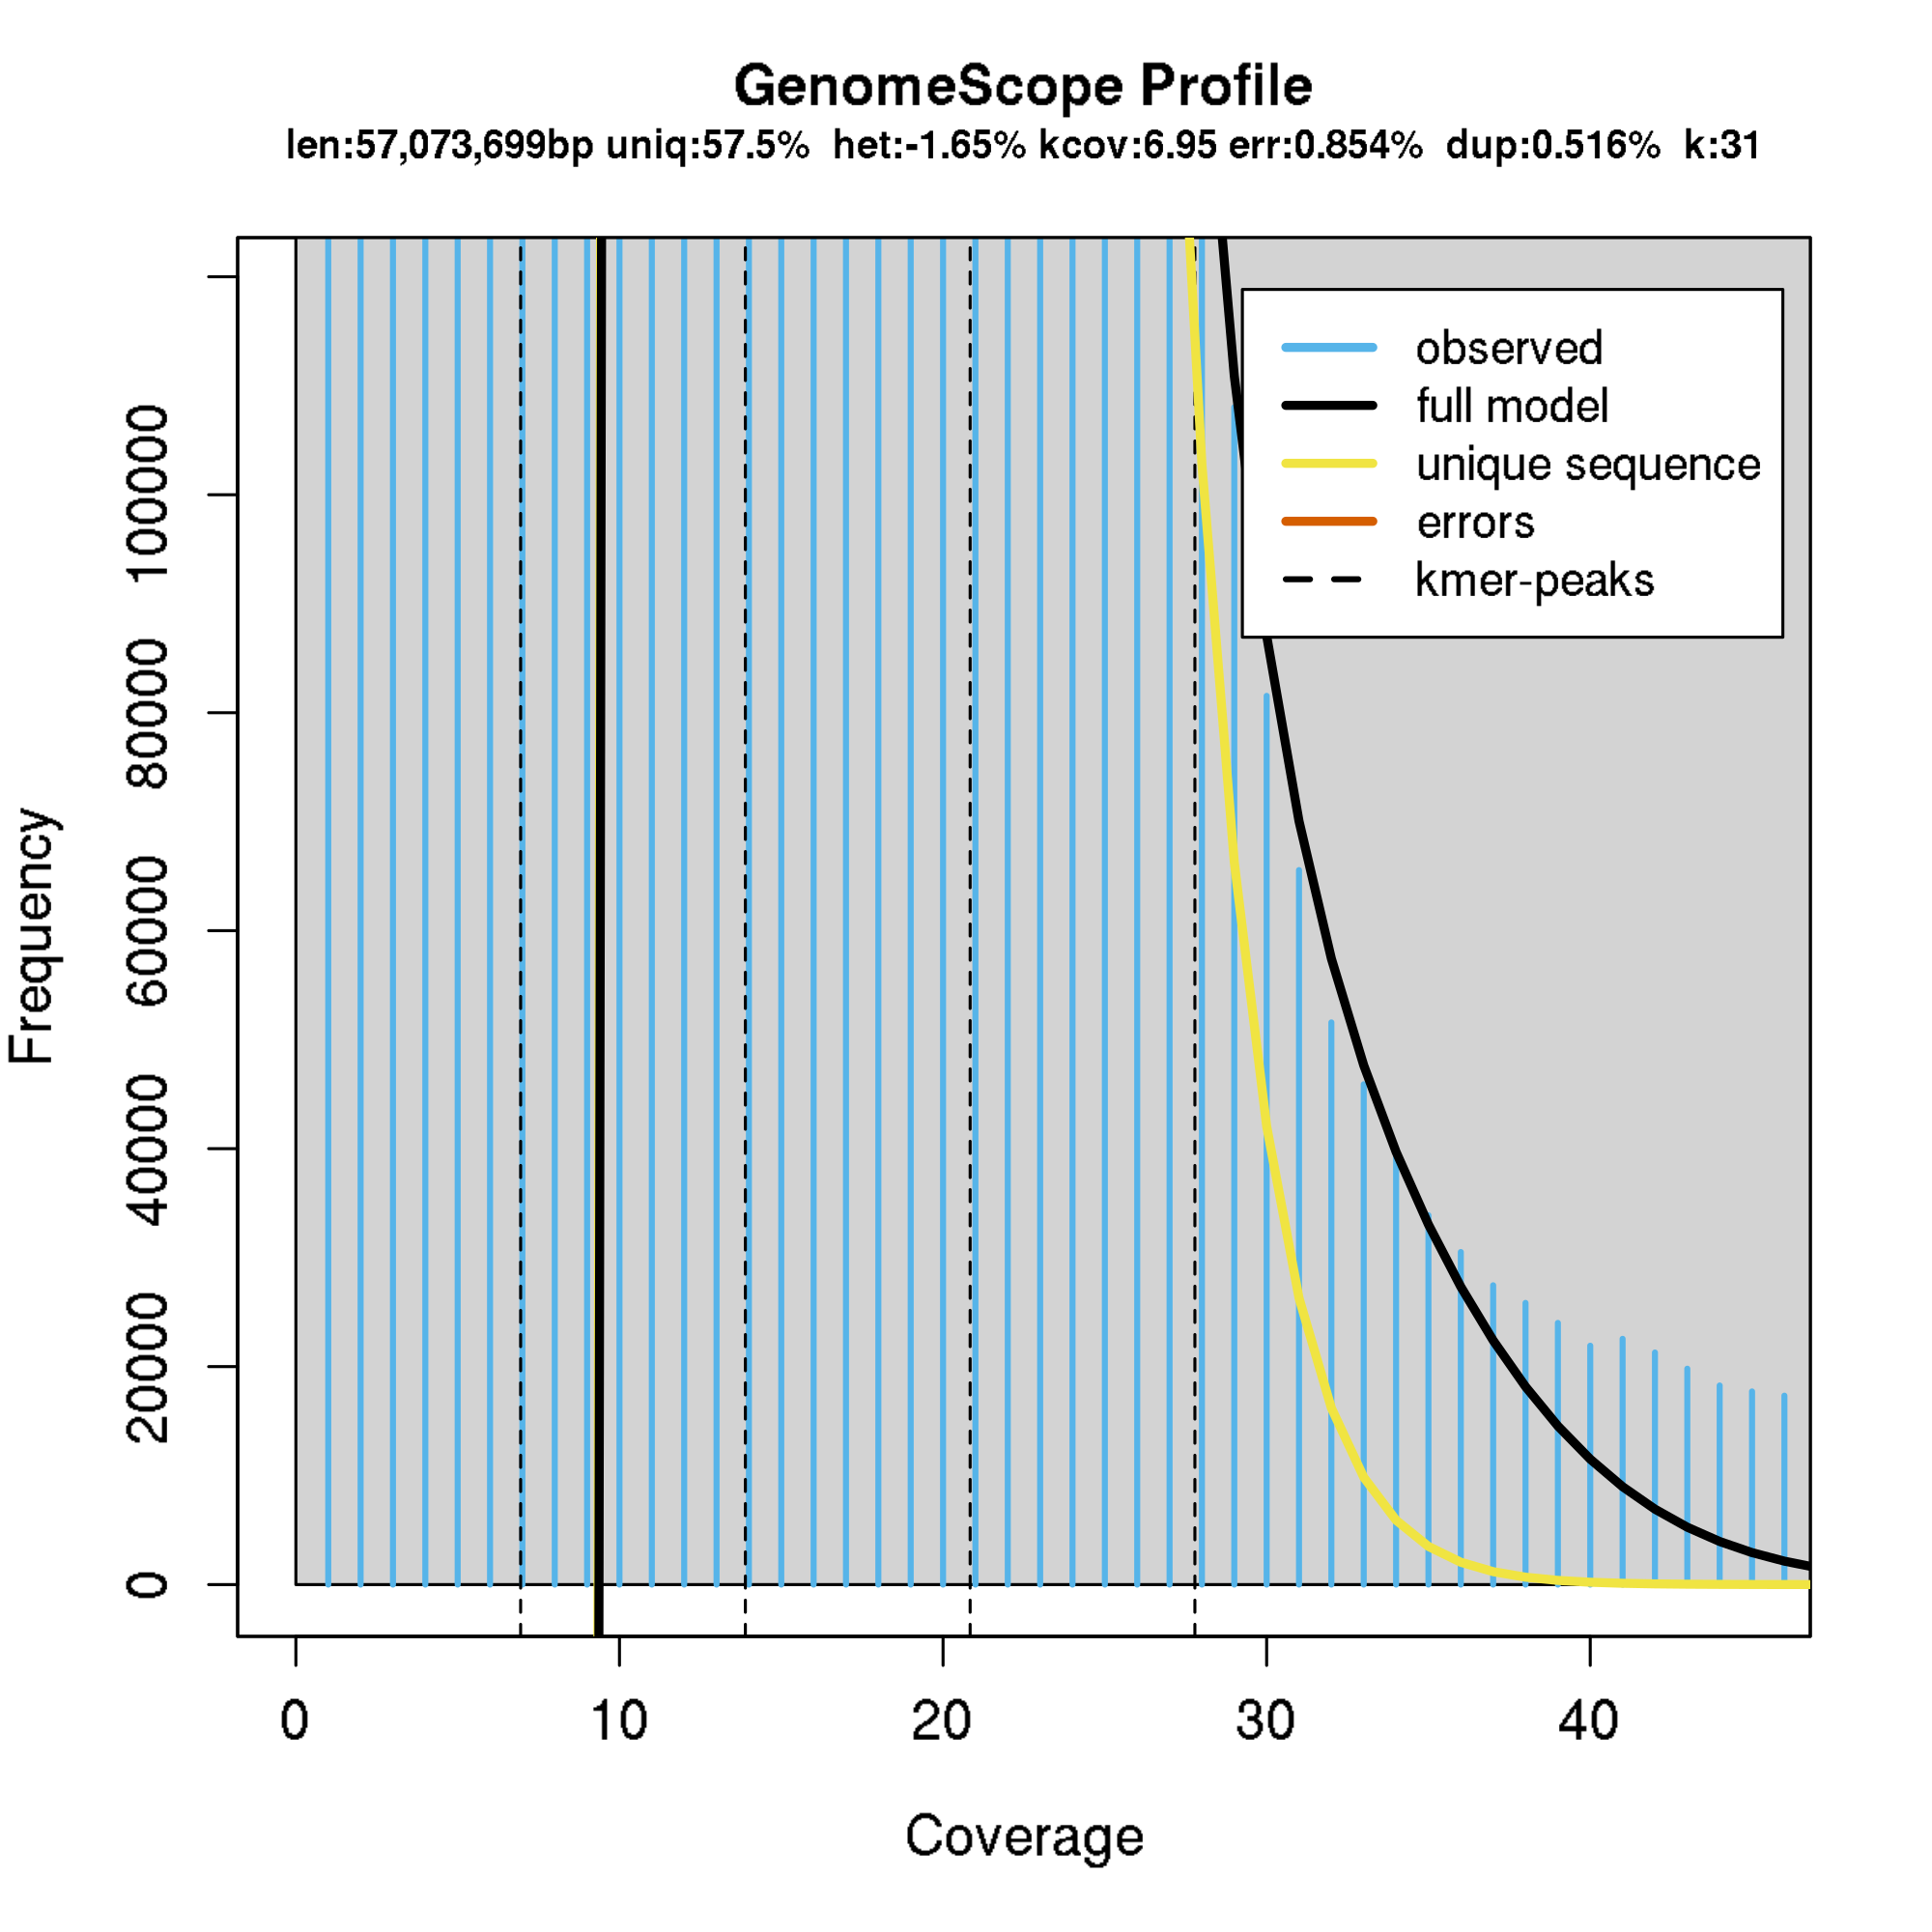 GenomeScope Profile
len:57,073,699bp uniq:57.5% het:-1.65% kcov:6.95 err:0.854% dup:0.516% k:31
observed
full model
unique sequence
errors
kmer-peaks
100000
80000
60000
40000
20000
0
Frequency
0 10 20 30 40
Coverage